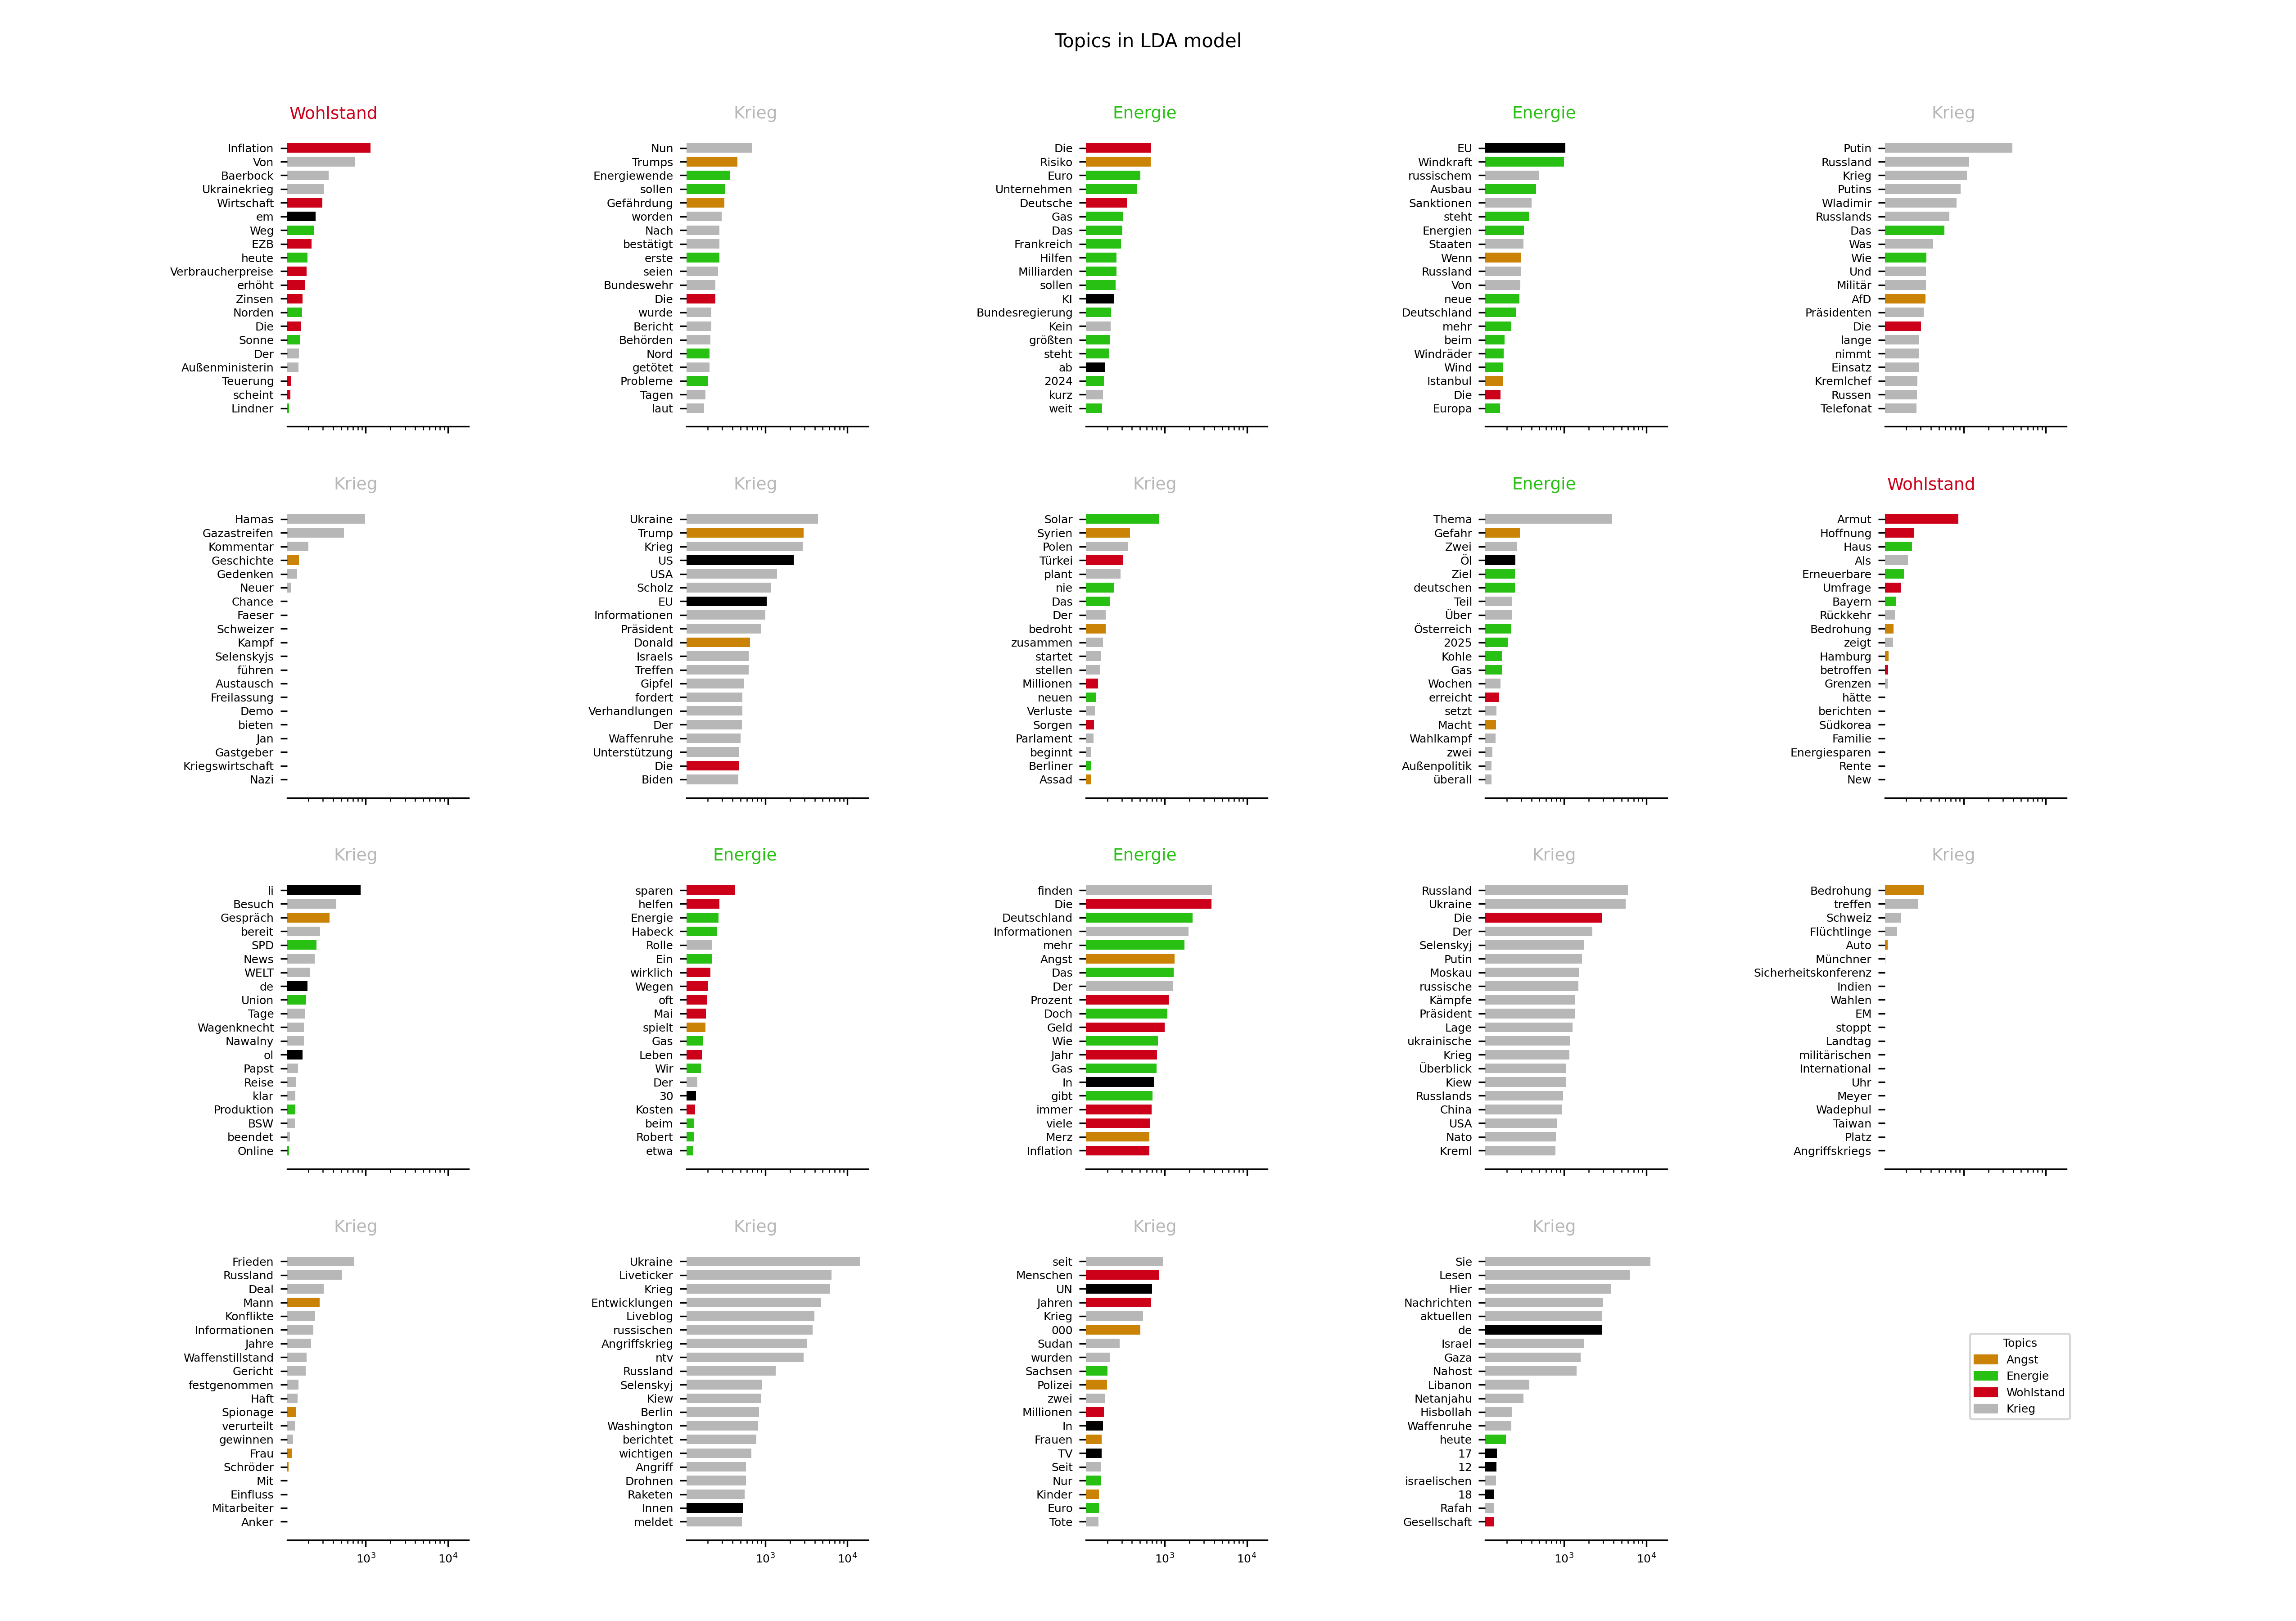 Topics in LDA model
Wohlstand
Inflation
Von
Baerbock
Ukrainekrieg
Wirtschaft
em
Weg
EZB
heute
Verbraucherpreise
erhöht
Zinsen
Norden
Die
Sonne
Der
Außenministerin
Teuerung
scheint
Lindner
Krieg
Nun
Trumps
Energiewende
sollen
Gefährdung
worden
Nach
bestätigt
erste
seien
Bundeswehr
Die
wurde
Bericht
Behörden
Nord
getötet
Probleme
Tagen
laut
Energie
Die
Risiko
Euro
Unternehmen
Deutsche
Gas
Das
Frankreich
Hilfen
Milliarden
sollen
KI
Bundesregierung
Kein
größten
steht
ab
2024
kurz
weit
Energie
EU
Windkraft
russischem
Ausbau
Sanktionen
steht
Energien
Staaten
Wenn
Russland
Von
neue
Deutschland
mehr
beim
Windräder
Wind
Istanbul
Die
Europa
Krieg
Putin
Russland
Krieg
Putins
Wladimir
Russlands
Das
Was
Wie
Und
Militär
AfD
Präsidenten
Die
lange
nimmt
Einsatz
Kremlchef
Russen
Telefonat
Krieg
Hamas
Gazastreifen
Kommentar
Geschichte
Gedenken
Neuer
Chance
Faeser
Schweizer
Kampf
Selenskyjs
führen
Austausch
Freilassung
Demo
bieten
Jan
Gastgeber
Kriegswirtschaft
Nazi
Krieg
Ukraine
Trump
Krieg
US
USA
Scholz
EU
Informationen
Präsident
Donald
Israels
Treffen
Gipfel
fordert
Verhandlungen
Der
Waffenruhe
Unterstützung
Die
Biden
Krieg
Solar
Syrien
Polen
Türkei
plant
nie
Das
Der
bedroht
zusammen
startet
stellen
Millionen
neuen
Verluste
Sorgen
Parlament
beginnt
Berliner
Assad
Energie
Thema
Gefahr
Zwei
Öl
Ziel
deutschen
Teil
Über
Österreich
2025
Kohle
Gas
Wochen
erreicht
setzt
Macht
Wahlkampf
zwei
Außenpolitik
überall
Wohlstand
Armut
Hoffnung
Haus
Als
Erneuerbare
Umfrage
Bayern
Rückkehr
Bedrohung
zeigt
Hamburg
betroffen
Grenzen
hätte
berichten
Südkorea
Familie
Energiesparen
Rente
New
Krieg
li
Besuch
Gespräch
bereit
SPD
News
WELT
de
Union
Tage
Wagenknecht
Nawalny
ol
Papst
Reise
klar
Produktion
BSW
beendet
Online
Energie
sparen
helfen
Energie
Habeck
Rolle
Ein
wirklich
Wegen
oft
Mai
spielt
Gas
Leben
Wir
Der
30
Kosten
beim
Robert
etwa
Energie
finden
Die
Deutschland
Informationen
mehr
Angst
Das
Der
Prozent
Doch
Geld
Wie
Jahr
Gas
In
gibt
immer
viele
Merz
Inflation
Krieg
Russland
Ukraine
Die
Der
Selenskyj
Putin
Moskau
russische
Kämpfe
Präsident
Lage
ukrainische
Krieg
Überblick
Kiew
Russlands
China
USA
Nato
Kreml
Krieg
Bedrohung
treffen
Schweiz
Flüchtlinge
Auto
Münchner
Sicherheitskonferenz
Indien
Wahlen
EM
stoppt
Landtag
militärischen
International
Uhr
Meyer
Wadephul
Taiwan
Platz
Angriffskriegs
Krieg
Frieden
Russland
Deal
Mann
Konflikte
Informationen
Jahre
Waffenstillstand
Gericht
festgenommen
Haft
Spionage
verurteilt
gewinnen
Frau
Schröder
Mit
Einfluss
Mitarbeiter
Anker
10³ 10⁴
Krieg
Ukraine
Liveticker
Krieg
Entwicklungen
Liveblog
russischen
Angriffskrieg
ntv
Russland
Selenskyj
Kiew
Berlin
Washington
berichtet
wichtigen
Angriff
Drohnen
Raketen
Innen
meldet
10³ 10⁴
Krieg
seit
Menschen
UN
Jahren
Krieg
000
Sudan
wurden
Sachsen
Polizei
zwei
Millionen
In
Frauen
TV
Seit
Nur
Kinder
Euro
Tote
10³ 10⁴
Krieg
Sie
Lesen
Hier
Nachrichten
aktuellen
de
Israel
Gaza
Nahost
Libanon
Netanjahu
Hisbollah
Waffenruhe
heute
17
12
israelischen
18
Rafah
Gesellschaft
10³ 10⁴
Topics
Angst
Energie
Wohlstand
Krieg